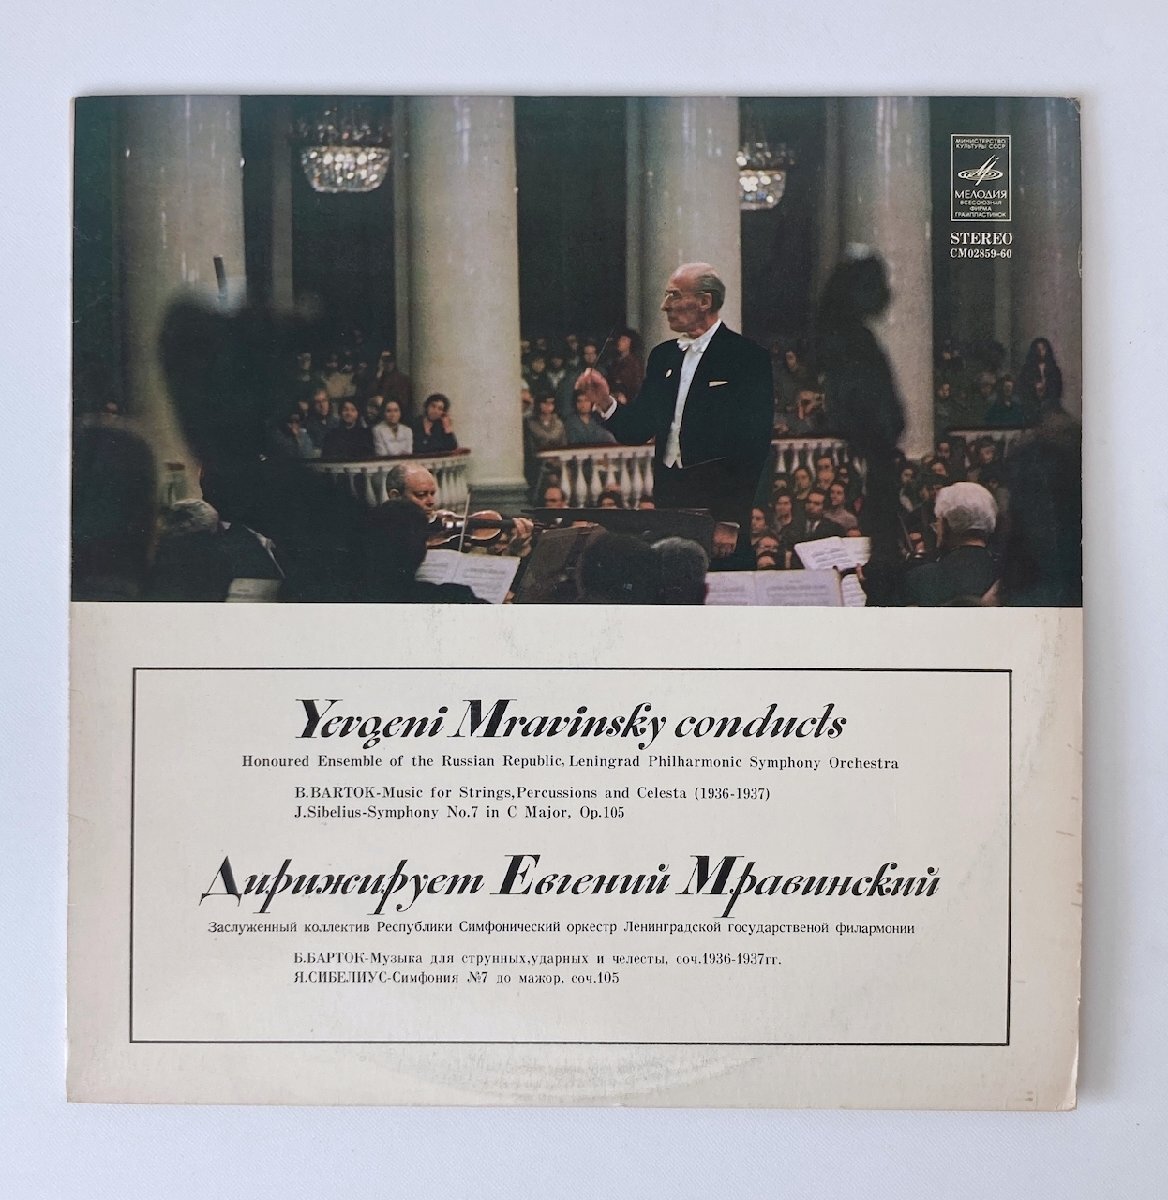 МИНИСТЕРСТВО
КУЛЬТУРЫ СССР
МЕЛОДИЯ
ВСЕСОЮЗНАЯ
ФИРМА
ГРАМПЛАСТИНОК
STEREO
CM02859-60
Yevgeni Mravinsky conducts
Honoured Ensemble of the Russian Republic, Leningrad Philharmonic Symphony Orchestra
B.BARTOK-Music for Strings,Percussions and Celesta (1936-1937)
J.Sibelius-Symphony No.7 in C Major, Op.105
Дирижирует Евгений Мравинский
Заслуженный коллектив Республики Симфонический оркестр Ленинградской государственой филармонии
Б.БАРТОК-Музыка для струнных,ударных и челесты, соч.1936-1937гг.
Я.СИБЕЛИУС-Симфония №7 до мажор, соч.105